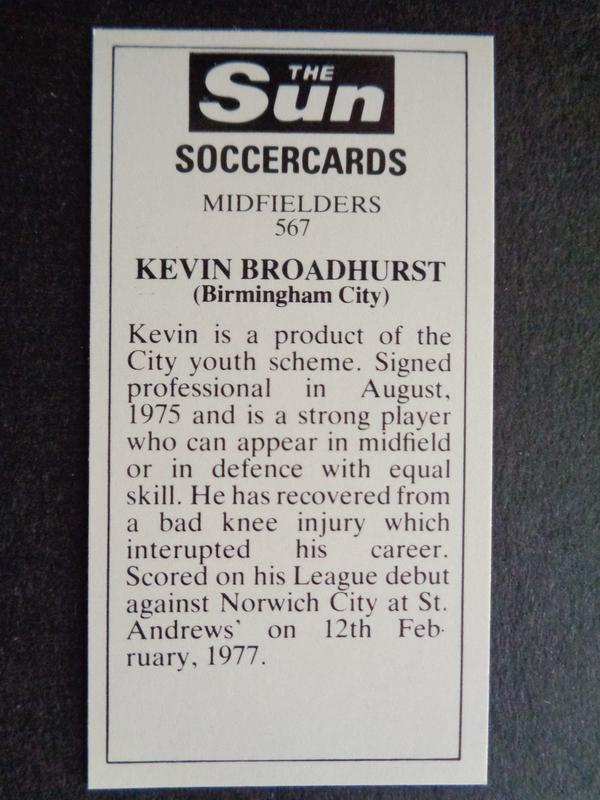 THE
Sun
SOCCERCARDS
MIDFIELDERS
567
KEVIN BROADHURST
(Birmingham City)
Kevin is a product of the
City youth scheme. Signed
professional in August,
1975 and is a strong player
who can appear in midfield
or in defence with equal
skill. He has recovered from
a bad knee injury which
interupted his career.
Scored on his League debut
against Norwich City at St.
Andrews' on 12th Feb-
ruary, 1977.